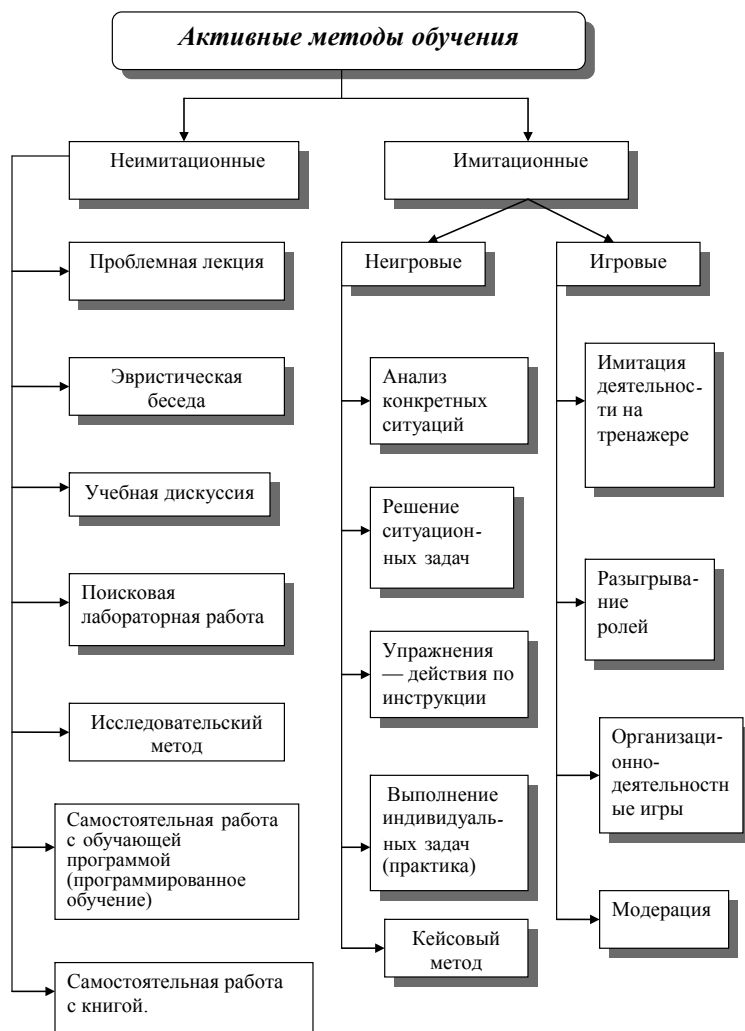 Активные методы обучения
Неимитационные
Имитационные
Проблемная лекция
Эвристическая
беседа
Учебная дискуссия
Поисковая
лабораторная работа
Исследовательский
метод
Самостоятельная работа
с обучающей
программой
(программированное
обучение)
Самостоятельная работа
с книгой.
Неигровые
Анализ
конкретных
ситуаций
Решение
ситуацион-
ных задач
Упражнения
— действия по
инструкции
Выполнение
индивидуаль-
ных задач
(практика)
Кейсовый
метод
Игровые
Имитация
деятельнос-
ти на
тренажере
Разыгрыва-
ние
ролей
Организаци-
онно-
деятельностн
ые игры
Модерация